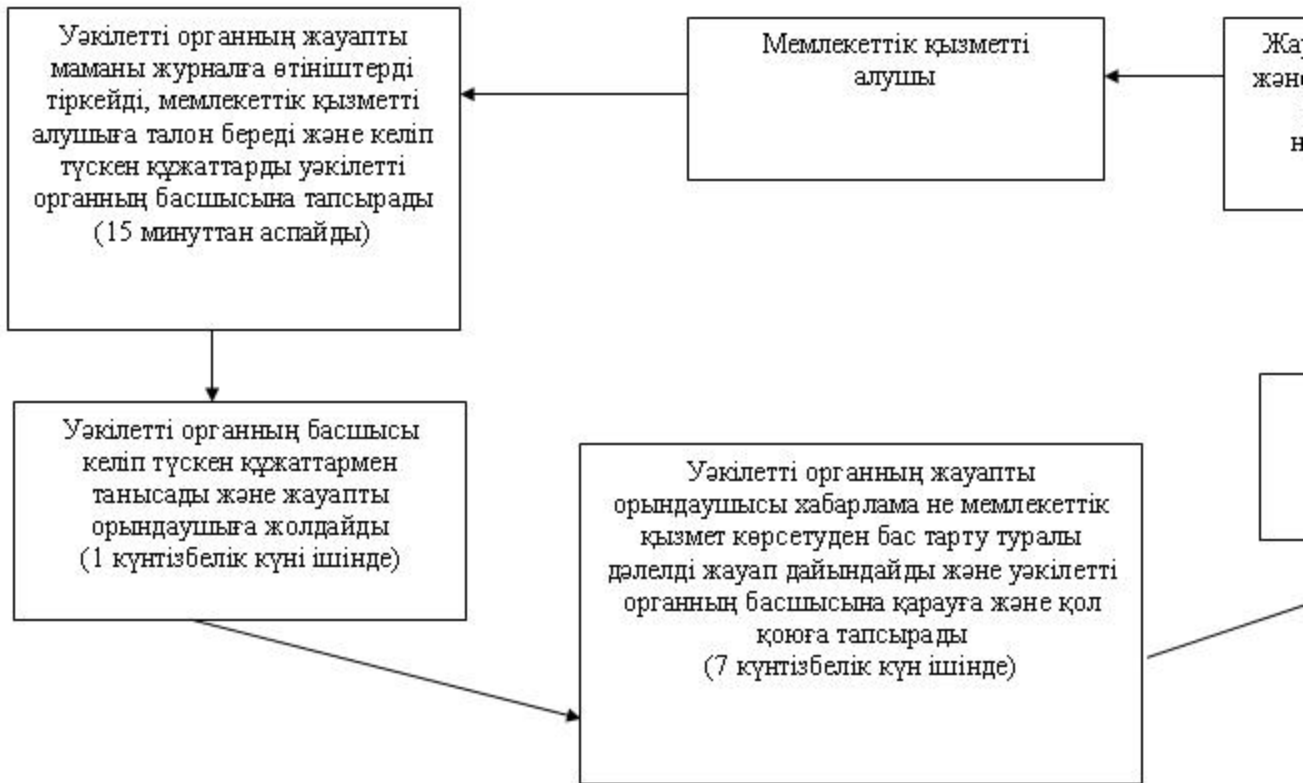 Уәкілетті органның жауапты
маманы журналға өтініштерді
тіркейді, мемлекеттік қызметті
алушыға талон береді және келіп
түскен құжаттарды уәкілетті
органның басшысына тапсырады
(15 минуттан аспайды)
Мемлекеттік қызметті
алушы
Уәкілетті органның басшысы
келіп түскен құжаттармен
танысады және жауапты
орындаушыға жолдайды
(1 күнтізбелік күні ішінде)
Уәкілетті органның жауапты
орындаушысы хабарлама не мемлекеттік
қызмет көрсетуден бас тарту туралы
дәлелді жауап дайындайды және уәкілетті
органның басшысына қарауға және қол
қоюға тапсырады
(7 күнтізбелік күн ішінде)